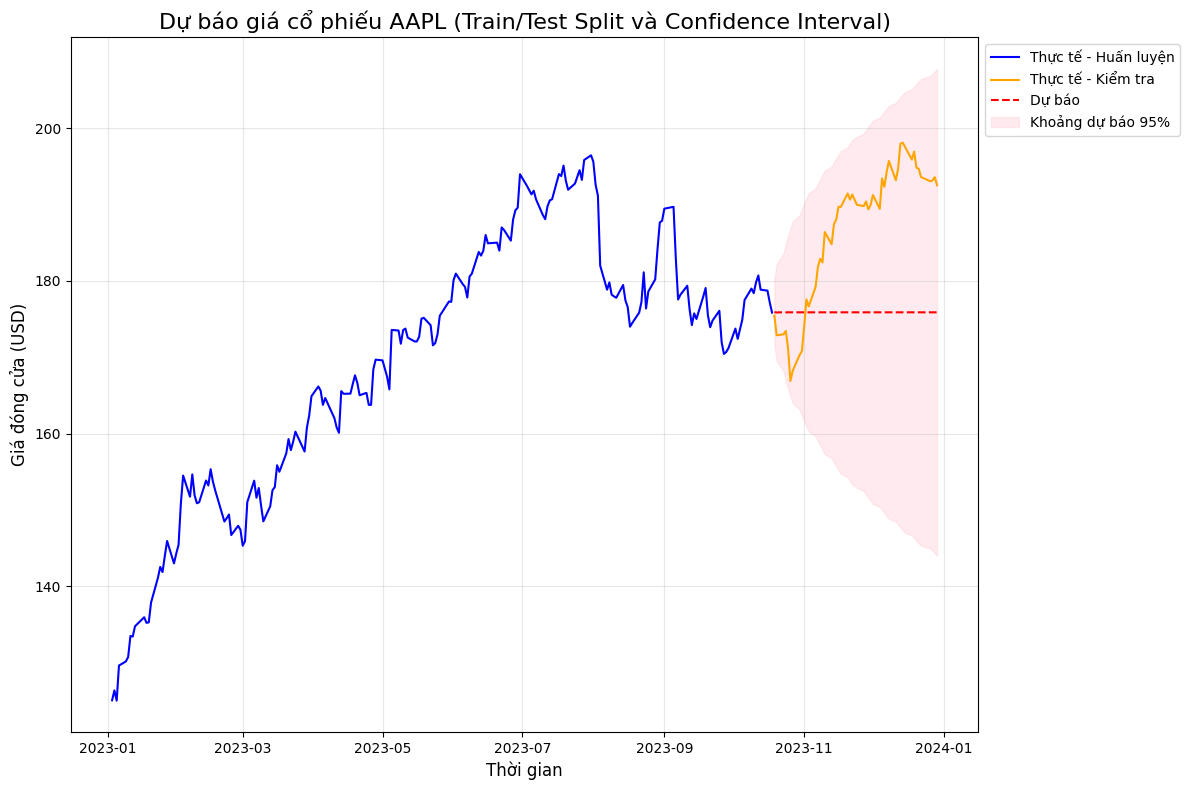 Dự báo giá cổ phiếu AAPL (Train/Test Split và Confidence Interval)
Thực tế - Huấn luyện
Thực tế - Kiểm tra
Dự báo
Khoảng dự báo 95%
Giá đóng cửa (USD)
200
180
160
140
2023-01
2023-03
2023-05
2023-07
2023-09
2023-11
2024-01
Thời gian